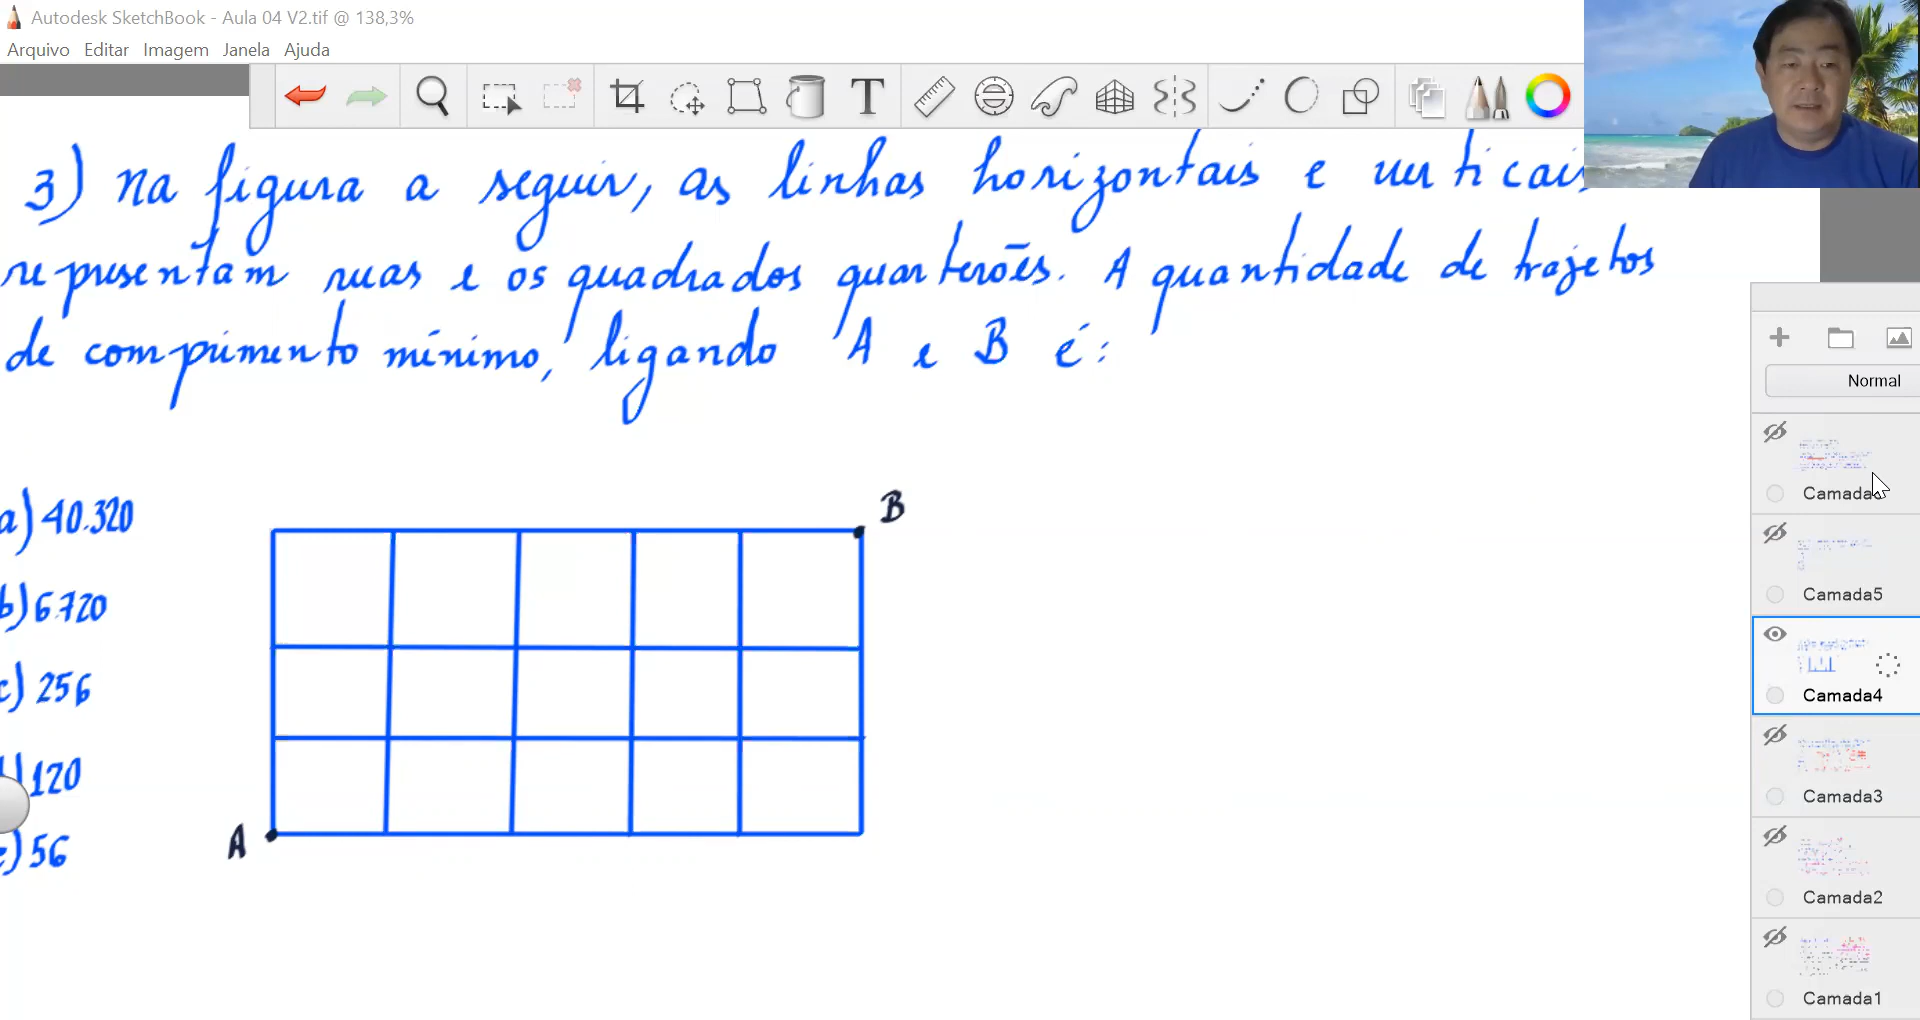 Autodesk SketchBook - Aula 04 V2.tif @ 138,3%
Arquivo Editar Imagem Janela Ajuda
T
3) Na figura a seguir, as linhas horizontais e verticais
representam ruas e os quadrados quarterões. A quantidade de trajetos
de comprimento mínimo, ligando A e B é:
Normal
a) 40.320
b) 6.720
c) 256
120
56
B
A
Camada
Camada5
Camada4
Camada3
Camada2
Camada1